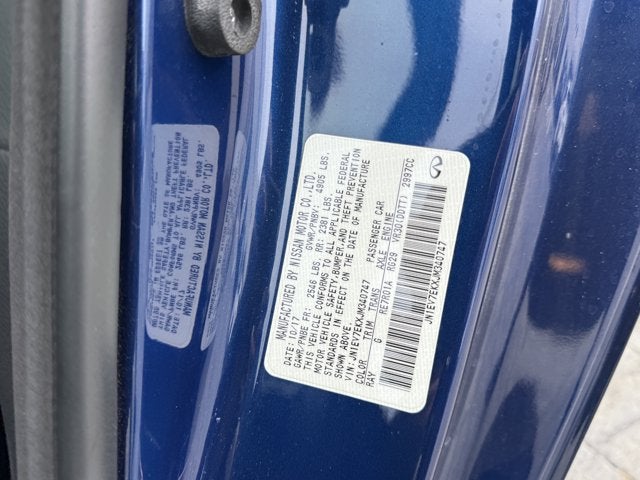 MANUFACTURED BY NISSAN MOTOR CO.,LTD.
DATE: 10/17 GVWR/PNBV: 4905 LBS.
GAWR/PNBE FR: 2546 LBS. RR: 2381 LBS.
THIS VEHICLE CONFORMS TO ALL APPLICABLE FEDERAL
MOTOR VEHICLE SAFETY,BUMPER,AND THEFT PREVENTION
STANDARDS IN EFFECT ON THE DATE OF MANUFACTURE
SHOWN ABOVE.
VIN:JN1EV7EKXJM340747 PASSENGER CAR
COLOR TRIM TRANS AXLE ENGINE
RAY G RE7R01A RG29 VR30(DDTT) 2997CC
JN1EV7EKXJM340747